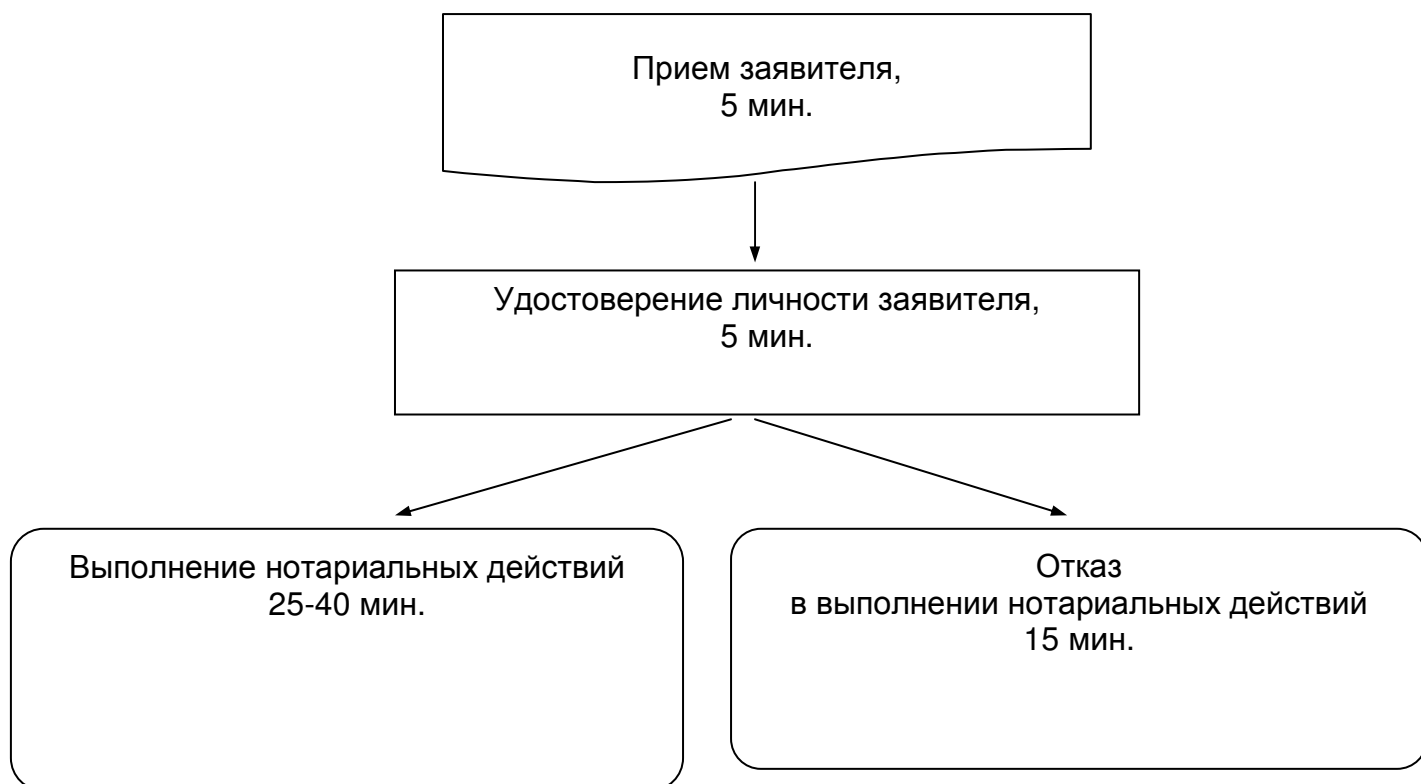 Прием заявителя,
5 мин.
Удостоверение личности заявителя,
5 мин.
Выполнение нотариальных действий
25-40 мин.
Отказ
в выполнении нотариальных действий
15 мин.